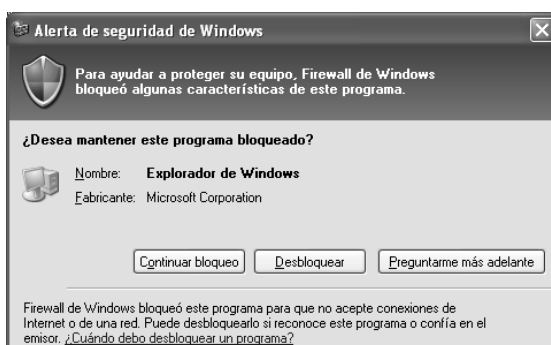 Alerta de seguridad de Windows
Para ayudar a proteger su equipo, Firewall de Windows
bloqueó algunas características de este programa.
¿Desea mantener este programa bloqueado?
Nombre: Explorador de Windows
Fabricante: Microsoft Corporation
Continuar bloqueo Desbloquear Preguntarme más adelante
Firewall de Windows bloqueó este programa para que no acepte conexiones de
Internet o de una red. Puede desbloquearlo si reconoce este programa o confía en el
emisor. ¿Cuándo debo desbloquear un programa?